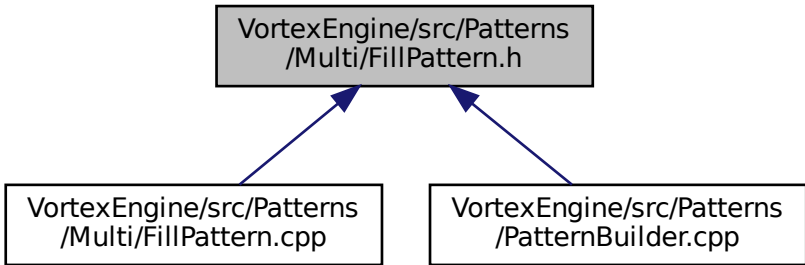 VortexEngine/src/Patterns
/Multi/FillPattern.h
VortexEngine/src/Patterns
/Multi/FillPattern.cpp
VortexEngine/src/Patterns
/PatternBuilder.cpp